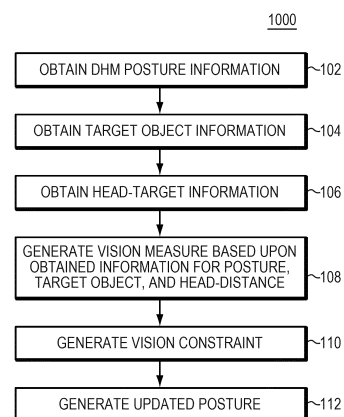 1000
OBTAIN DHM POSTURE INFORMATION
102
OBTAIN TARGET OBJECT INFORMATION
104
OBTAIN HEAD-TARGET INFORMATION
106
GENERATE VISION MEASURE BASED UPON
OBTAINED INFORMATION FOR POSTURE,
TARGET OBJECT, AND HEAD-DISTANCE
108
GENERATE VISION CONSTRAINT
110
GENERATE UPDATED POSTURE
112